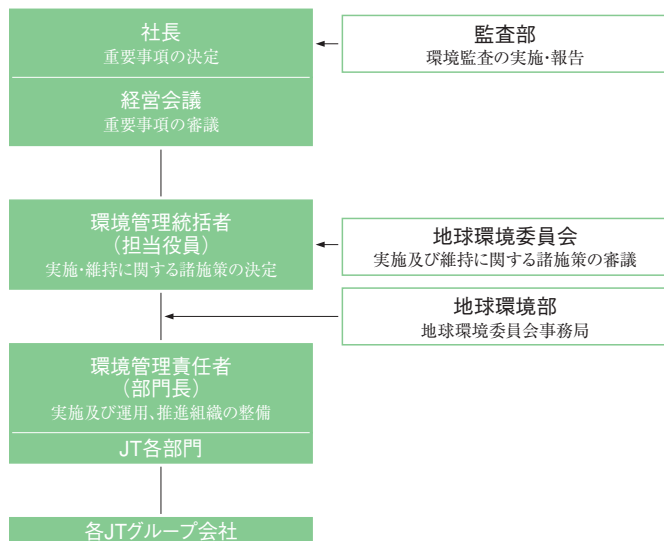 社長
重要事項の決定
経営会議
重要事項の審議
監査部
環境監査の実施・報告
環境管理統括者
（担当役員）
実施・維持に関する諸施策の決定
地球環境委員会
実施及び維持に関する諸施策の審議
地球環境部
地球環境委員会事務局
環境管理責任者
（部門長）
実施及び運用、推進組織の整備
JT各部門
各JTグループ会社